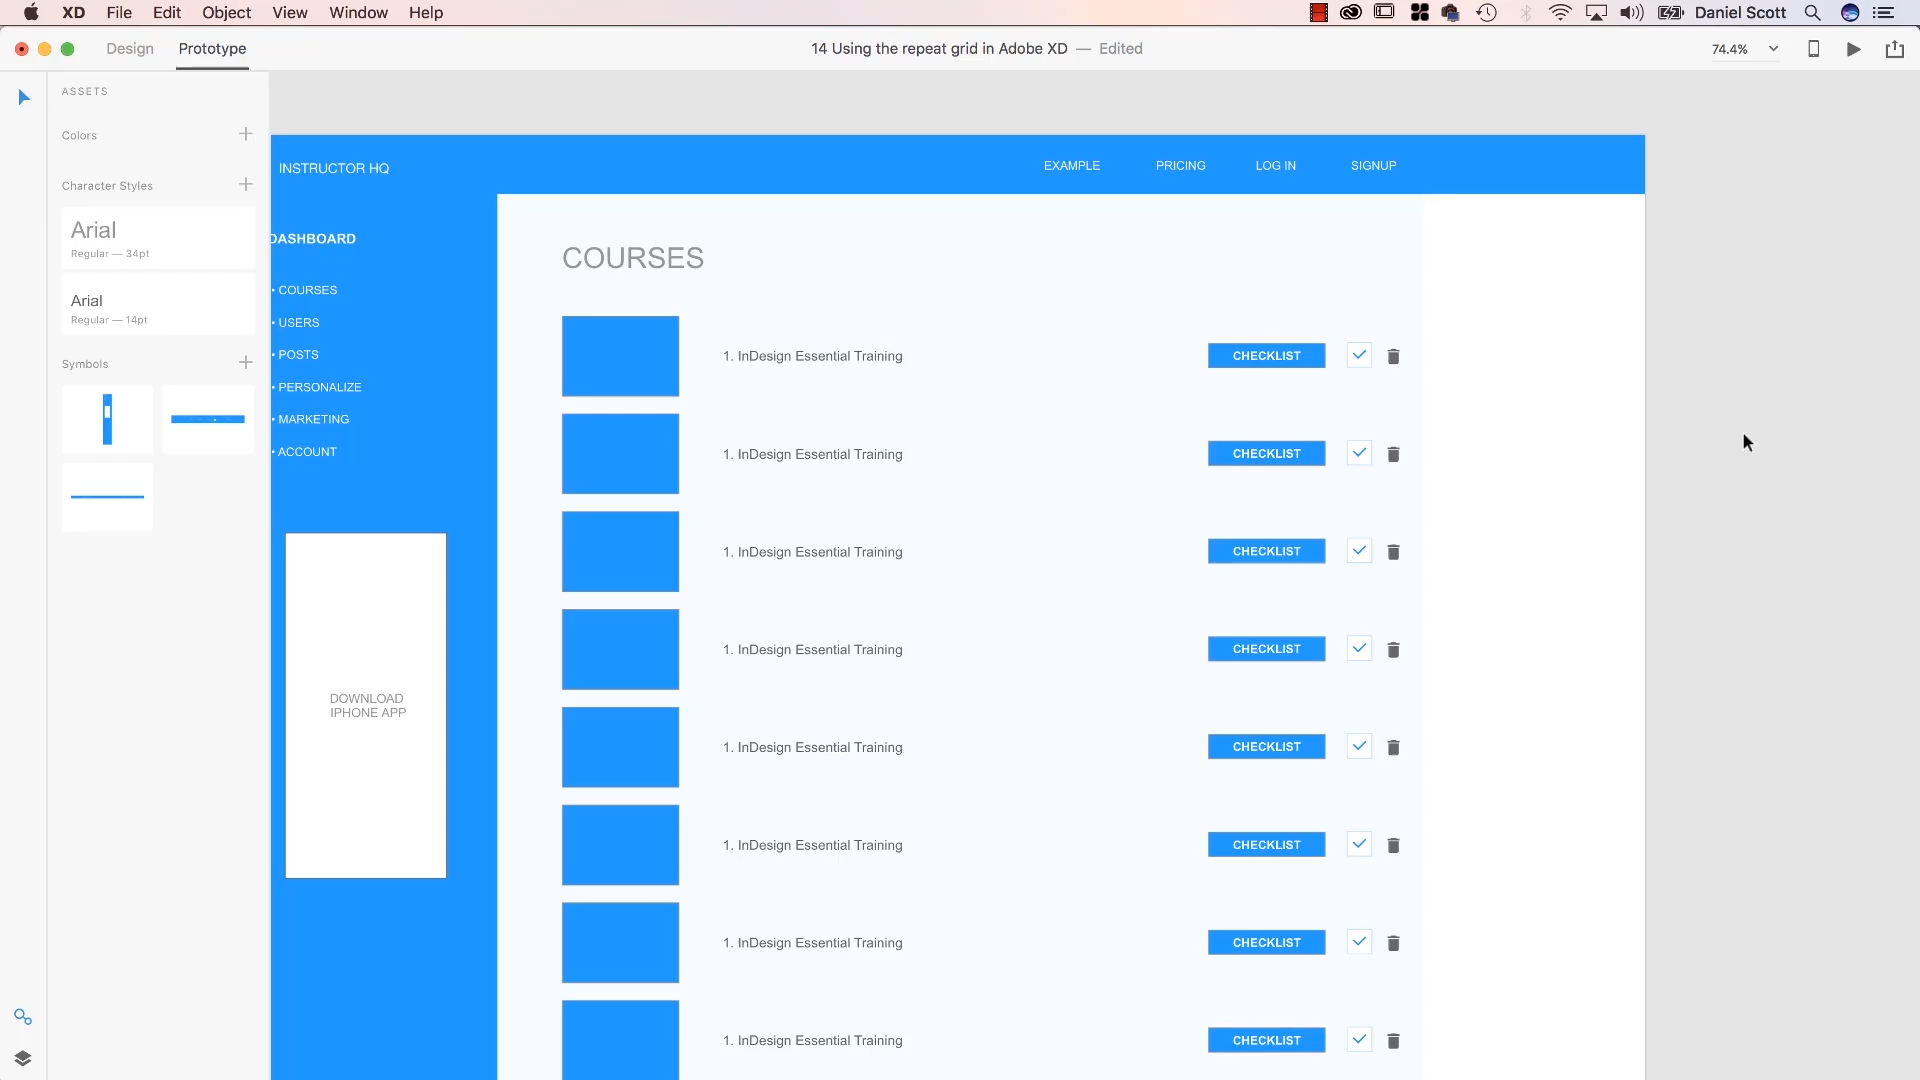 XD File Edit Object View Window Help Daniel Scott
Design Prototype 14 Using the repeat grid in Adobe XD — Edited 74.4%
ASSETS
Colors
Character Styles
Arial
Regular — 34pt
Arial
Regular — 14pt
Symbols
INSTRUCTOR HQ EXAMPLE PRICING LOG IN SIGNUP
DASHBOARD
• COURSES
• USERS
• POSTS
• PERSONALIZE
• MARKETING
• ACCOUNT
DOWNLOAD
IPHONE APP
COURSES
1. InDesign Essential Training CHECKLIST
1. InDesign Essential Training CHECKLIST
1. InDesign Essential Training CHECKLIST
1. InDesign Essential Training CHECKLIST
1. InDesign Essential Training CHECKLIST
1. InDesign Essential Training CHECKLIST
1. InDesign Essential Training CHECKLIST
1. InDesign Essential Training CHECKLIST